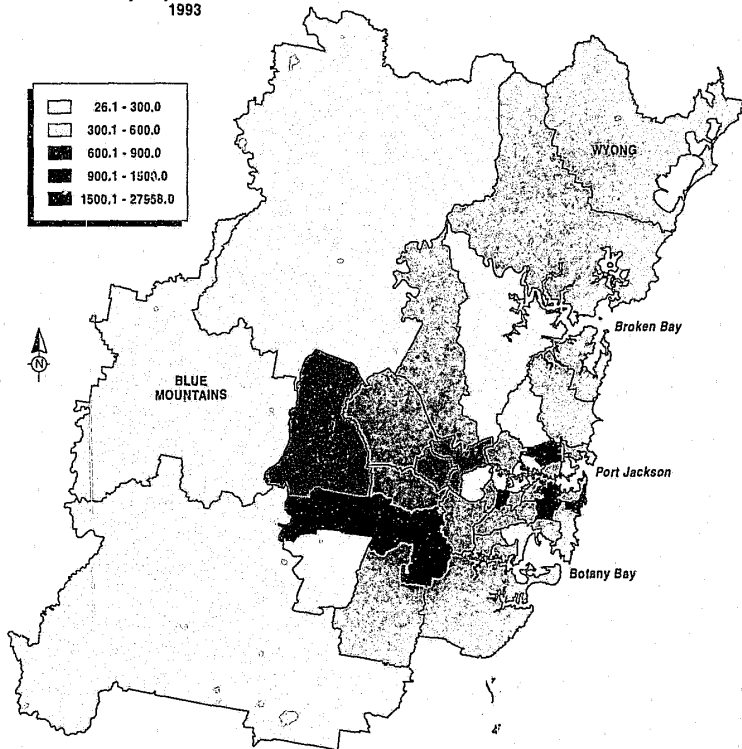 1993
26.1 - 300.0
300.1 - 600.0
600.1 - 900.0
900.1 - 1500.0
1500.1 - 27558.0
WYONG
Broken Bay
N
BLUE
MOUNTAINS
Port Jackson
Botany Bay